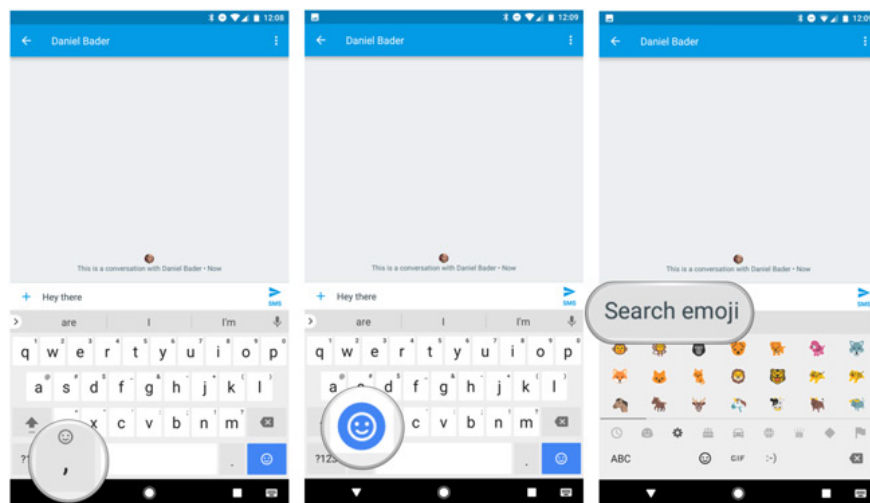 12:08
Daniel Bader
This is a conversation with Daniel Bader • Now
Hey there
SMS
are I I'm
q w e r t y u i o p
a s d f g h j k l
x c v b n m
,
.
12:09
Daniel Bader
This is a conversation with Daniel Bader • Now
Hey there
SMS
are I I'm
q w e r t y u i o p
a d f g h j k l
c v b n m
?123
.
12:09
Daniel Bader
This is a conversation with Daniel Bader • Now
SMS
Search emoji
ABC GIF :-)